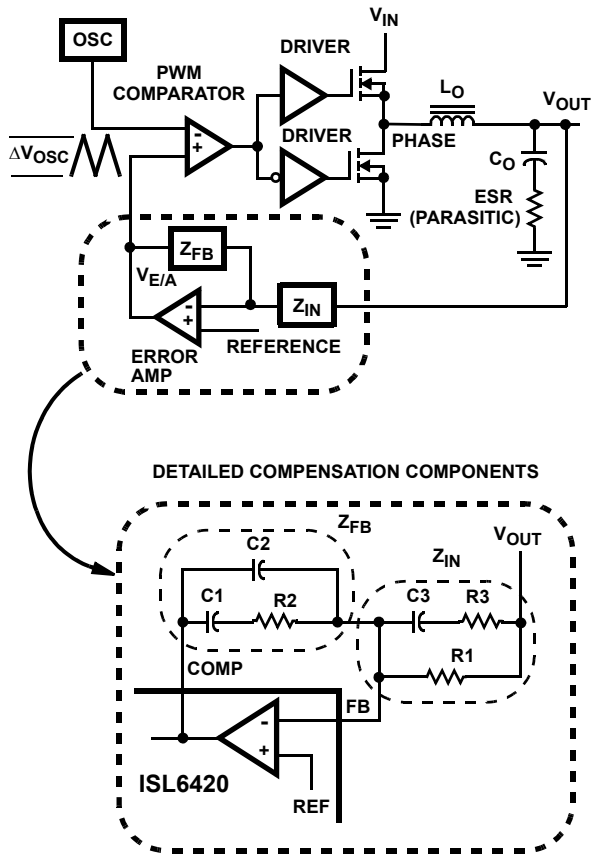 V_IN
OSC
DRIVER
PWM
COMPARATOR
L_O
V_OUT
-
+
DRIVER
PHASE
ΔV_OSC
C_O
ESR
(PARASITIC)
Z_FB
V_E/A
-
+
Z_IN
REFERENCE
ERROR
AMP
DETAILED COMPENSATION COMPONENTS
Z_FB
V_OUT
C2
Z_IN
C1
R2
C3
R3
R1
COMP
FB
-
+
ISL6420
REF